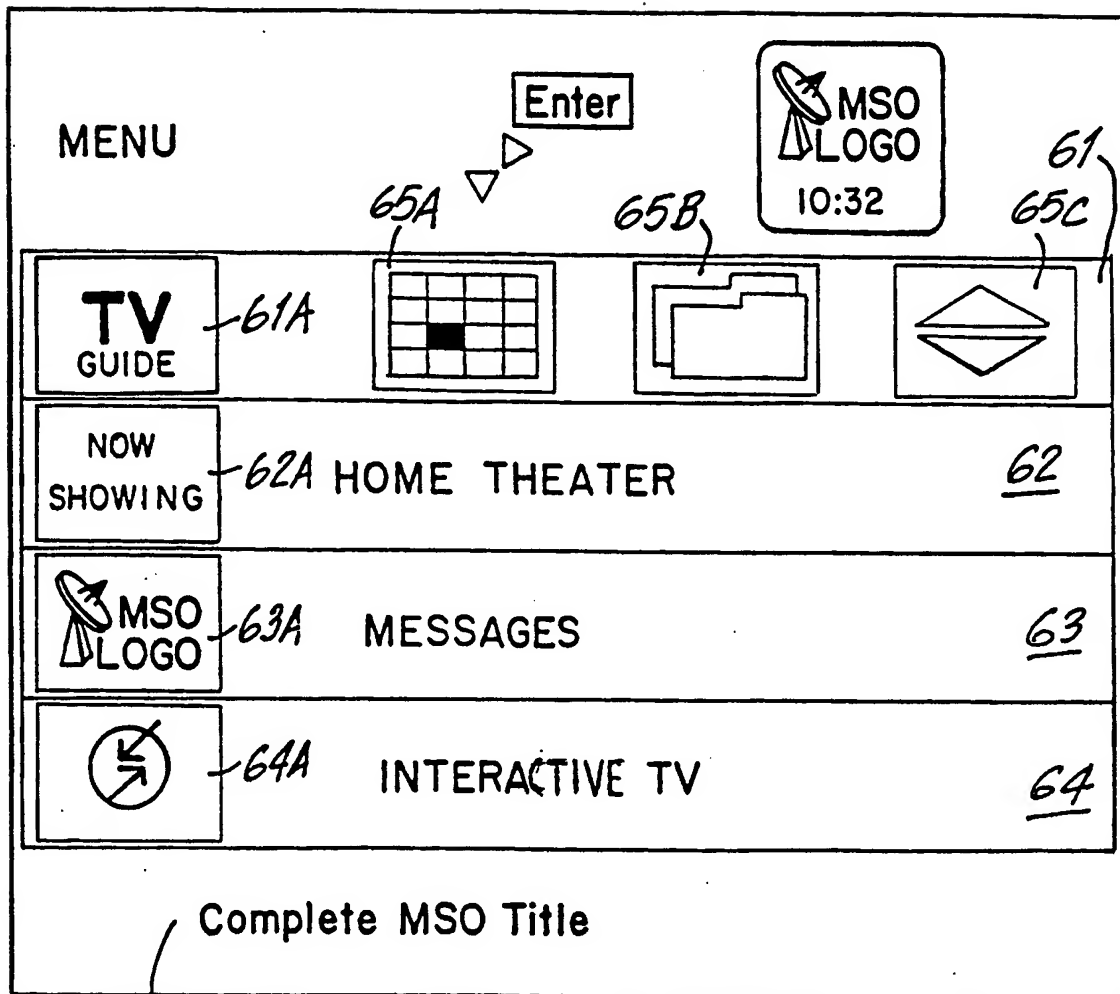 Enter
MENU
MSO
LOGO
10:32
61
65A
65B
65C
TV
GUIDE
61A
NOW
SHOWING
62A
HOME THEATER
62
MSO
LOGO
63A
MESSAGES
63
64A
INTERACTIVE TV
64
Complete MSO Title